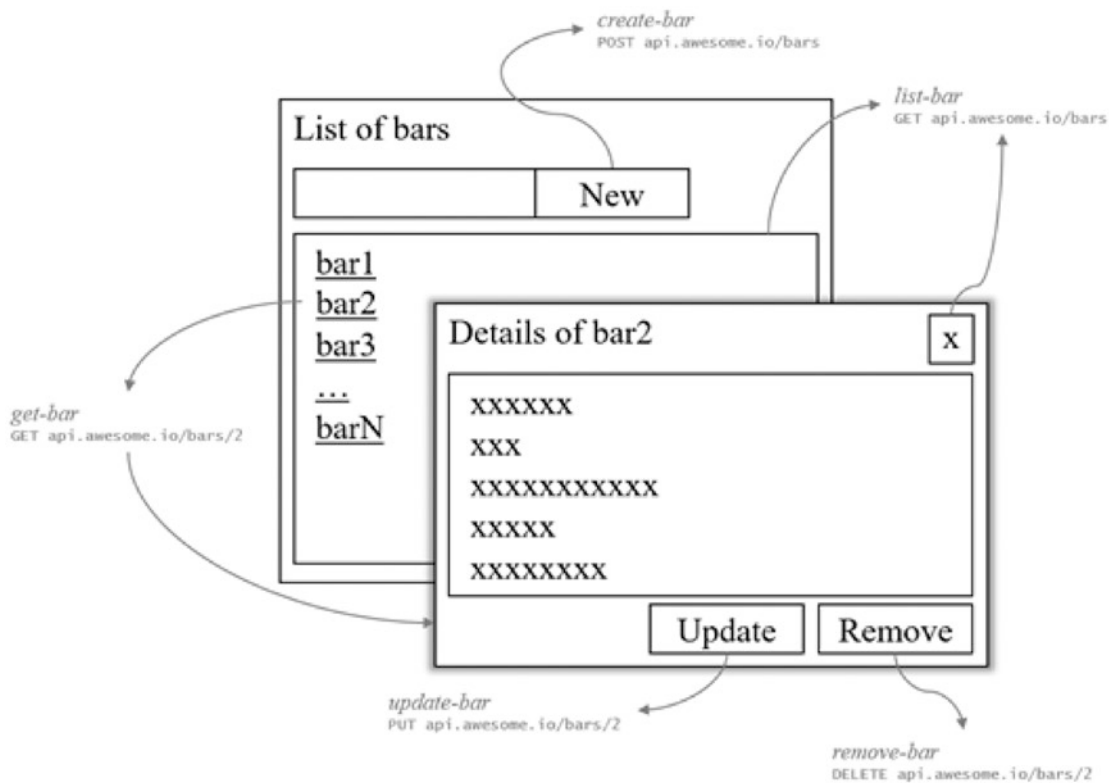 create-bar
POST api.awesome.io/bars
list-bar
GET api.awesome.io/bars
List of bars
New
bar1
bar2
bar3
...
barN
get-bar
GET api.awesome.io/bars/2
Details of bar2
x
xxxxxx
xxx
xxxxxxxxxxx
xxxxx
xxxxxxxx
Update
Remove
update-bar
PUT api.awesome.io/bars/2
remove-bar
DELETE api.awesome.io/bars/2